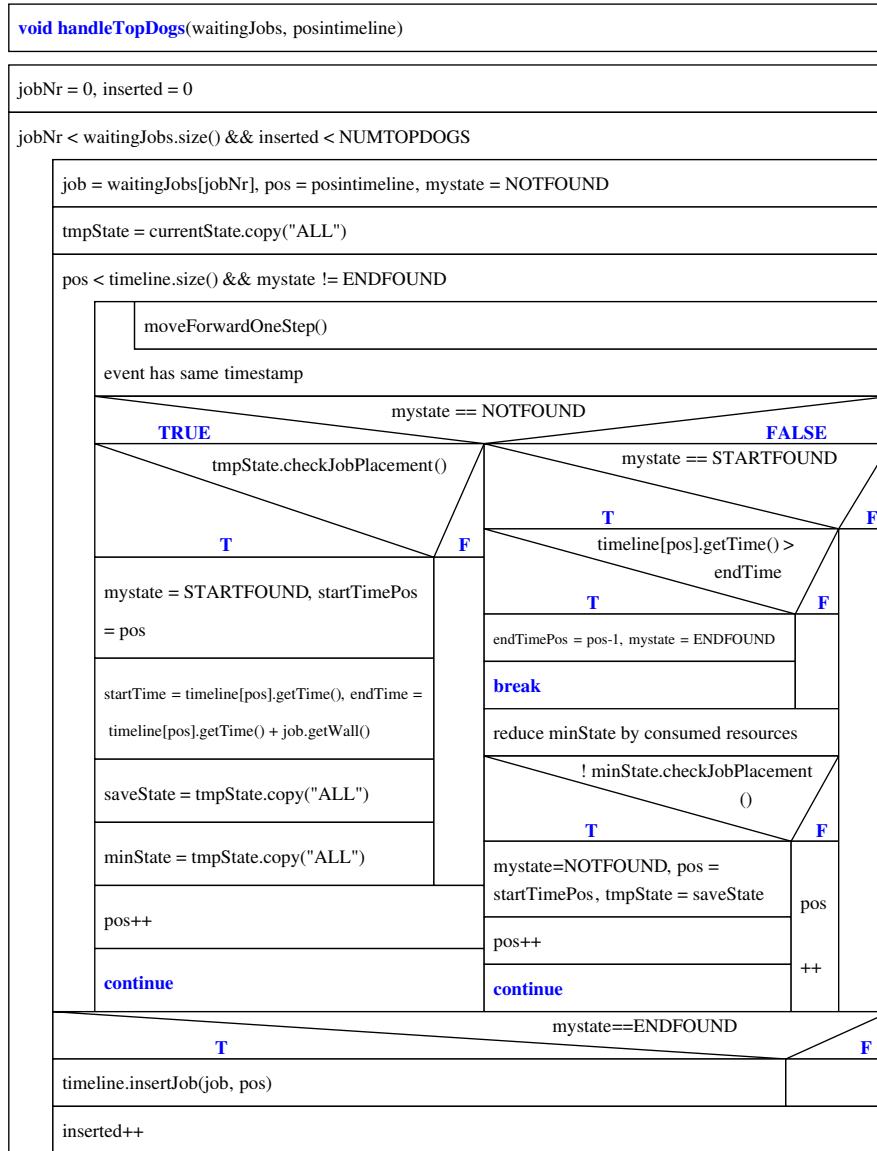 void handleTopDogs(waitingJobs, posintimeline)
jobNr = 0, inserted = 0
jobNr < waitingJobs.size() && inserted < NUMTOPDOGS
job = waitingJobs[jobNr], pos = posintimeline, mystate = NOTFOUND
tmpState = currentState.copy("ALL")
pos < timeline.size() && mystate != ENDFOUND
moveForwardOneStep()
event has same timestamp
mystate == NOTFOUND
TRUE
FALSE
tmpState.checkJobPlacement()
T
F
mystate = STARTFOUND, startTimePos
= pos
startTime = timeline[pos].getTime(), endTime =
timeline[pos].getTime() + job.getWall()
saveState = tmpState.copy("ALL")
minState = tmpState.copy("ALL")
pos++
continue
mystate == STARTFOUND
T
F
timeline[pos].getTime() >
endTime
T
F
endTimePos = pos-1, mystate = ENDFOUND
break
reduce minState by consumed resources
! minState.checkJobPlacement
()
T
F
mystate=NOTFOUND, pos =
startTimePos, tmpState = saveState
pos++
continue
pos
++
mystate==ENDFOUND
T
F
timeline.insertJob(job, pos)
inserted++